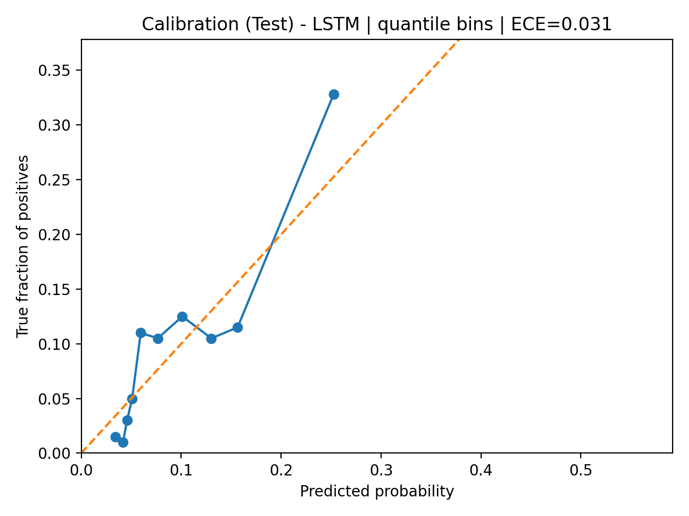 Calibration (Test) - LSTM | quantile bins | ECE=0.031
True fraction of positives
0.35
0.30
0.25
0.20
0.15
0.10
0.05
0.00
0.0 0.1 0.2 0.3 0.4 0.5
Predicted probability